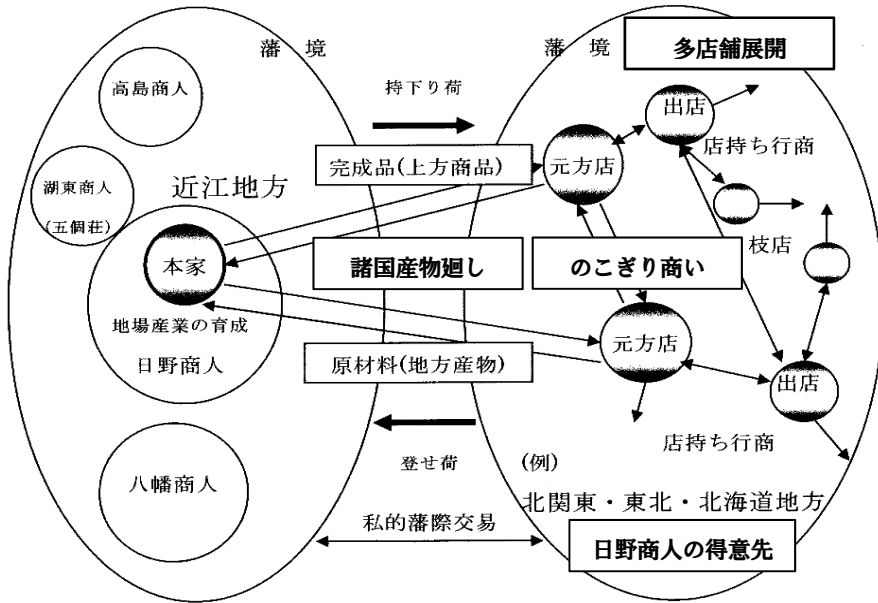 藩境
藩境
多店舗展開
高島商人
持下り荷
出店
店持ち行商
完成品(上方商品)
元方店
湖東商人
(五個荘)
近江地方
枝店
本家
諸国産物廻し
のこぎり商い
地場産業の育成
日野商人
元方店
原材料(地方産物)
出店
店持ち行商
登せ荷
(例)
八幡商人
北関東・東北・北海道地方
私的藩際交易
日野商人の得意先